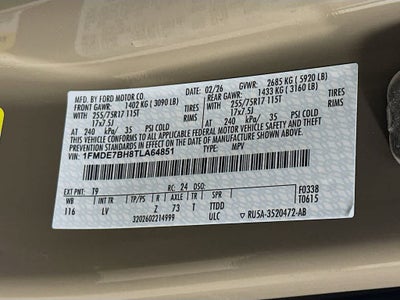 MFD. BY FORD MOTOR CO.
DATE: 02/26 GVWR: 2685 KG ( 5920 LB)
FRONT GAWR: 1402 KG ( 3090 LB) REAR GAWR: 1433 KG ( 3160 LB)
255/75R17 115T TIRES 255/75R17 115T TIRES
17x7.5J RIMS 17x7.5J RIMS
AT 240 kPa/ 35 PSI COLD AT 240 kPa/ 35 PSI COLD
THIS VEHICLE CONFORMS TO ALL APPLICABLE FEDERAL MOTOR VEHICLE SAFETY AND THEFT
PREVENTION STANDARDS IN EFFECT ON THE DATE OF MANUFACTURE SHOWN ABOVE.
VIN: 1FMDE7BH8TLA64851
TYPE: MPV
F0338
T0615
EXT PNT: T9 RC: 24 DSO:
WB INT TR TP/PS R AXLE TR SPR
116 LV Z 73 T TTDD
3202602214999 ULC RU5A-3520472-AB